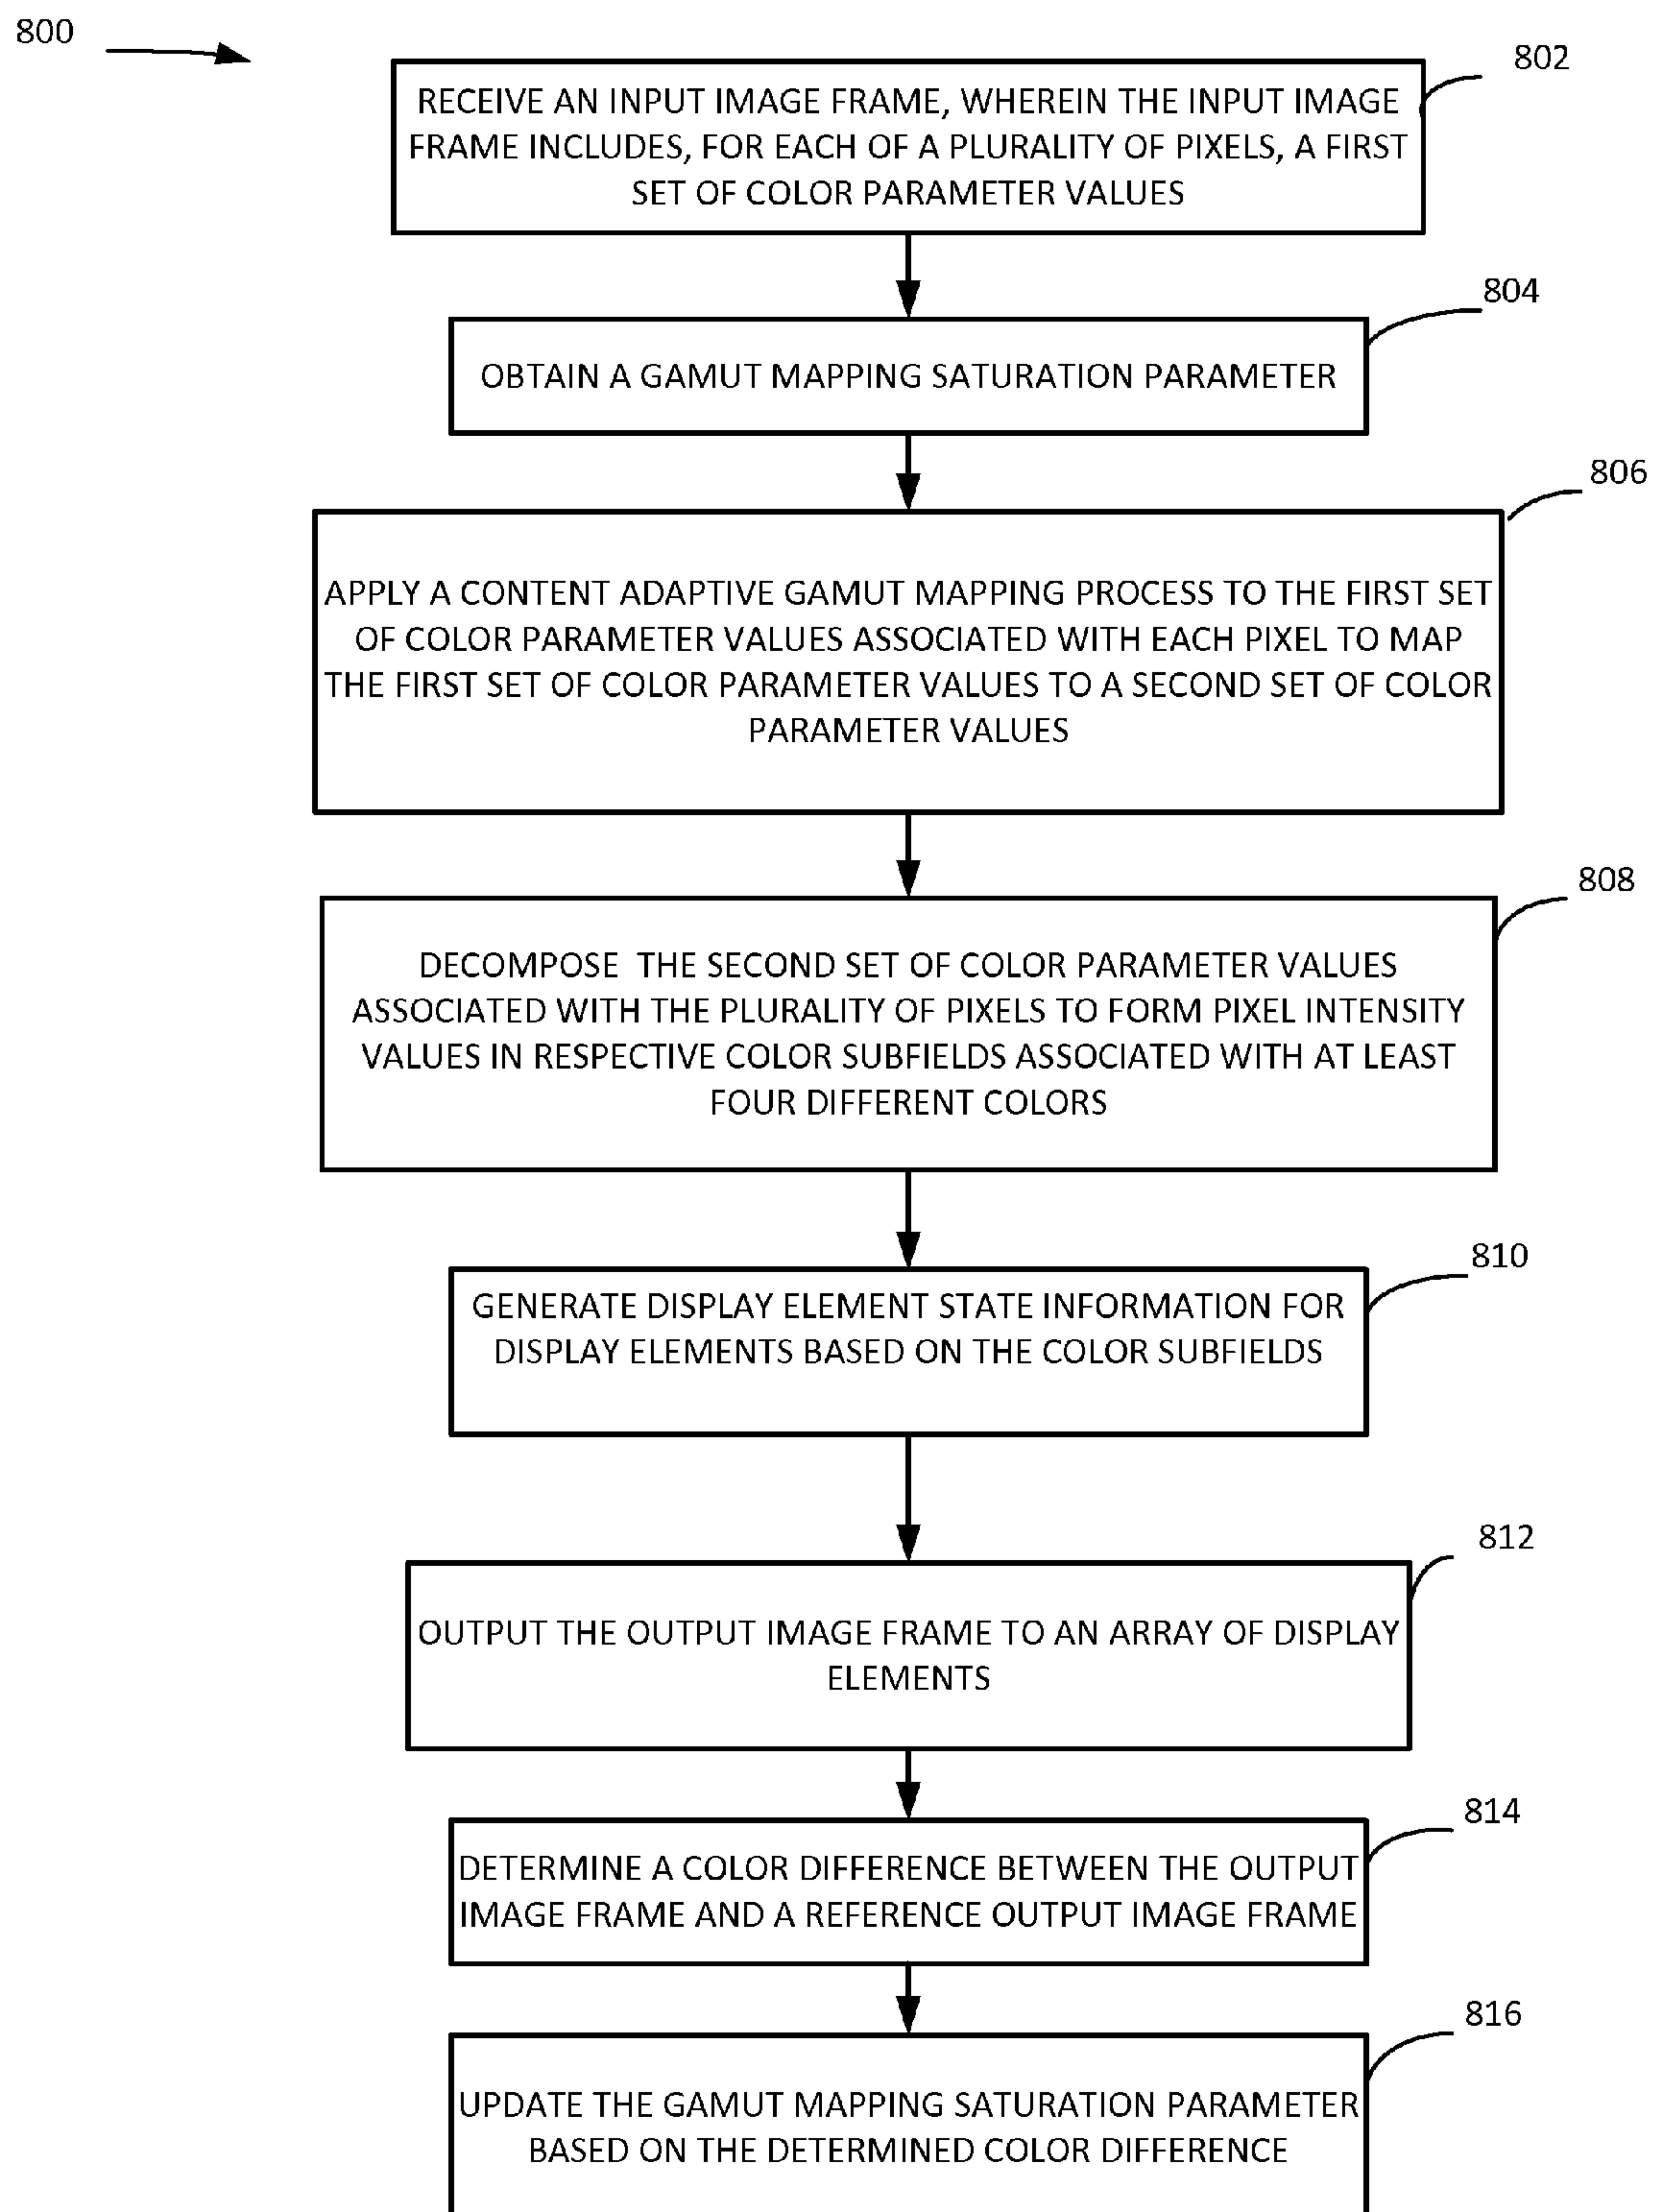 800
802
RECEIVE AN INPUT IMAGE FRAME, WHEREIN THE INPUT IMAGE
FRAME INCLUDES, FOR EACH OF A PLURALITY OF PIXELS, A FIRST
SET OF COLOR PARAMETER VALUES
804
OBTAIN A GAMUT MAPPING SATURATION PARAMETER
806
APPLY A CONTENT ADAPTIVE GAMUT MAPPING PROCESS TO THE FIRST SET
OF COLOR PARAMETER VALUES ASSOCIATED WITH EACH PIXEL TO MAP
THE FIRST SET OF COLOR PARAMETER VALUES TO A SECOND SET OF COLOR
PARAMETER VALUES
808
DECOMPOSE THE SECOND SET OF COLOR PARAMETER VALUES
ASSOCIATED WITH THE PLURALITY OF PIXELS TO FORM PIXEL INTENSITY
VALUES IN RESPECTIVE COLOR SUBFIELDS ASSOCIATED WITH AT LEAST
FOUR DIFFERENT COLORS
810
GENERATE DISPLAY ELEMENT STATE INFORMATION FOR
DISPLAY ELEMENTS BASED ON THE COLOR SUBFIELDS
812
OUTPUT THE OUTPUT IMAGE FRAME TO AN ARRAY OF DISPLAY
ELEMENTS
814
DETERMINE A COLOR DIFFERENCE BETWEEN THE OUTPUT
IMAGE FRAME AND A REFERENCE OUTPUT IMAGE FRAME
816
UPDATE THE GAMUT MAPPING SATURATION PARAMETER
BASED ON THE DETERMINED COLOR DIFFERENCE